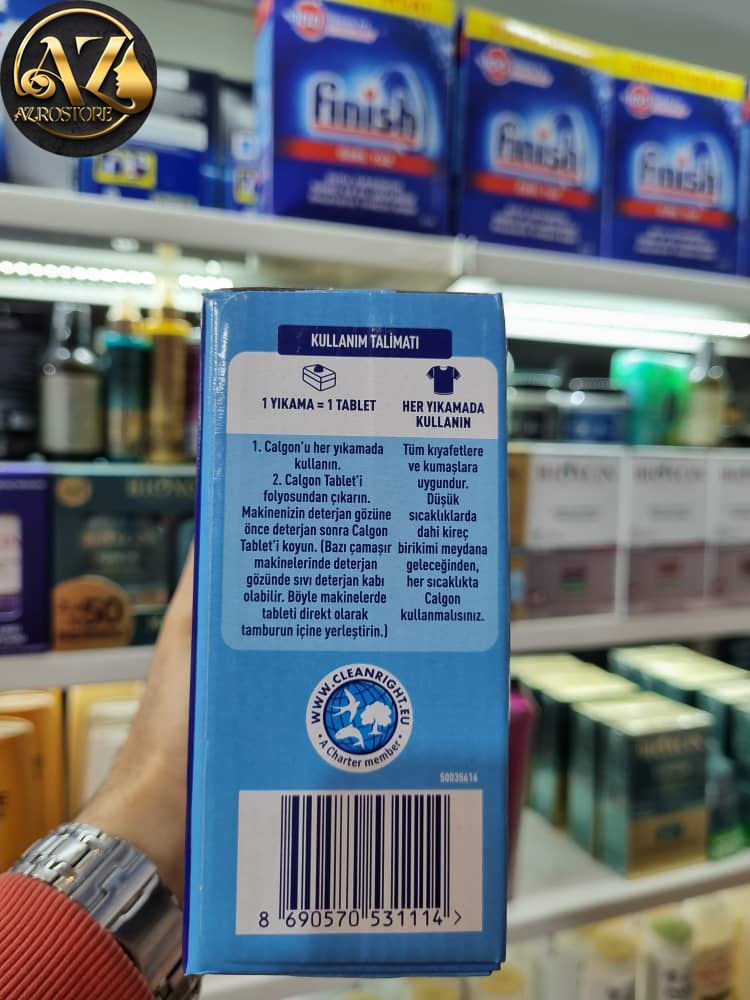 AZ
AZROSTORE
finish
finish
finish
KULLANIM TALİMATI
1 YIKAMA = 1 TABLET
HER YIKAMADA
KULLANIN
1. Calgon'u her yıkamada
kullanın.
2. Calgon Tablet'i
folyosundan çıkarın.
Makinenizin deterjan gözüne
önce deterjan sonra Calgon
Tablet'i koyun. (Bazı çamaşır
makinelerinde deterjan
gözünde sıvı deterjan kabı
olabilir. Böyle makinelerde
tableti direkt olarak
tamburun içine yerleştirin.)
Tüm kıyafetlere
ve kumaşlara
uygundur.
Düşük
sıcaklıklarda
dahi kireç
birikimi meydana
geleceğinden,
her sıcaklıkta
Calgon
kullanmalısınız.
WWW.CLEANRIGHT.EU
• A Charter member •
50035616
8 690570 531114 >
%50